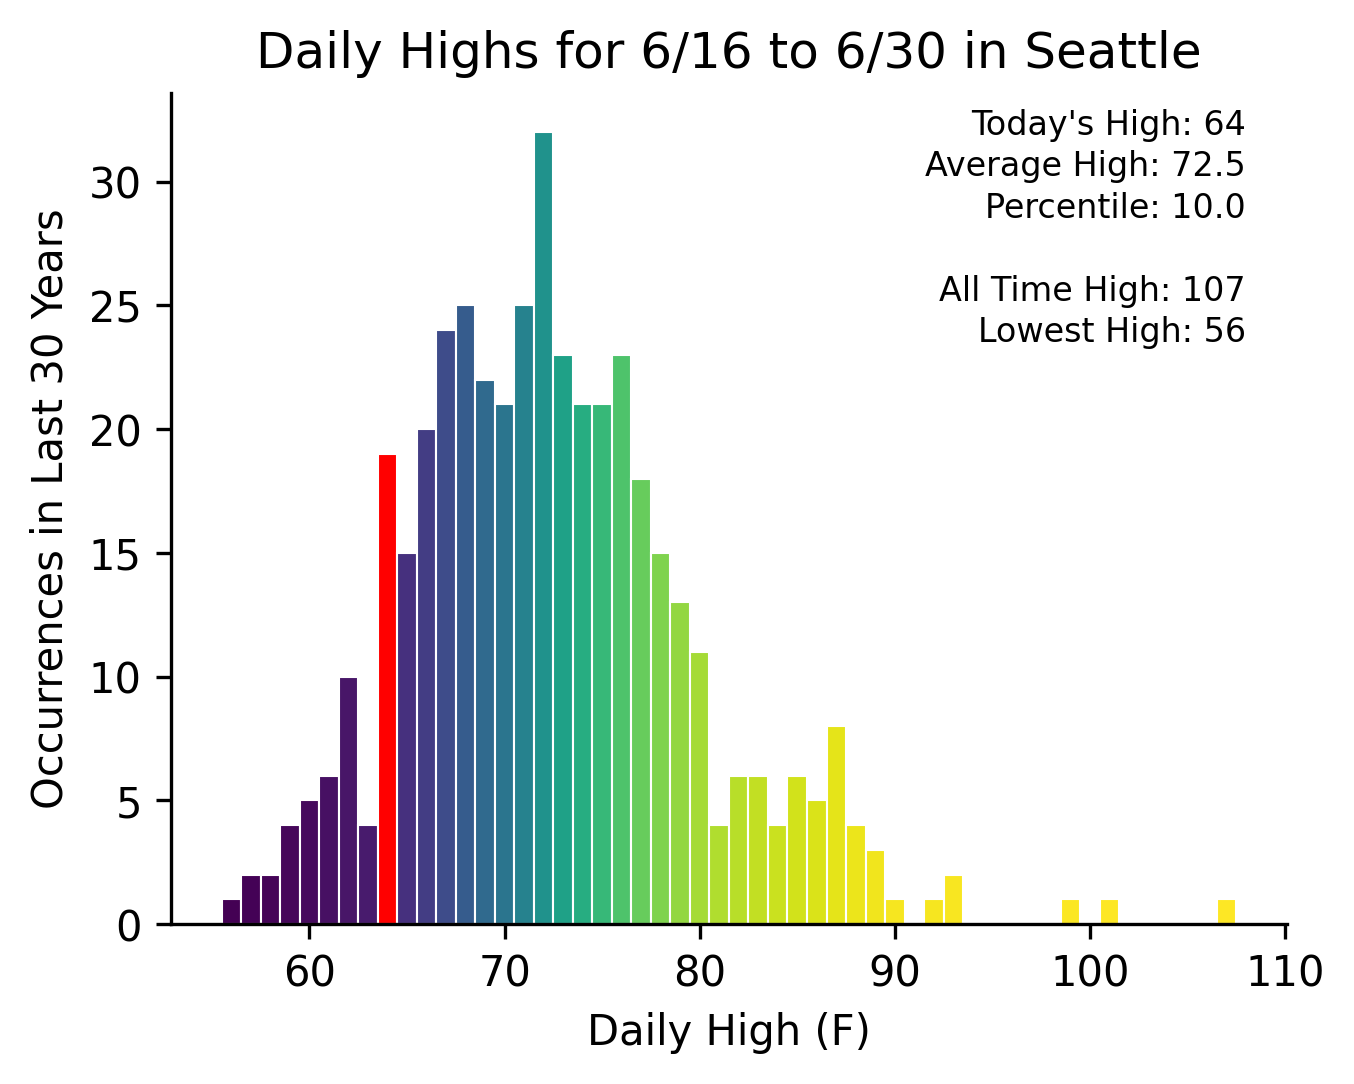 Daily Highs for 6/16 to 6/30 in Seattle
Today's High: 64
Average High: 72.5
Percentile: 10.0
All Time High: 107
Lowest High: 56
Occurrences in Last 30 Years
30
25
20
15
10
5
0
60 70 80 90 100 110
Daily High (F)